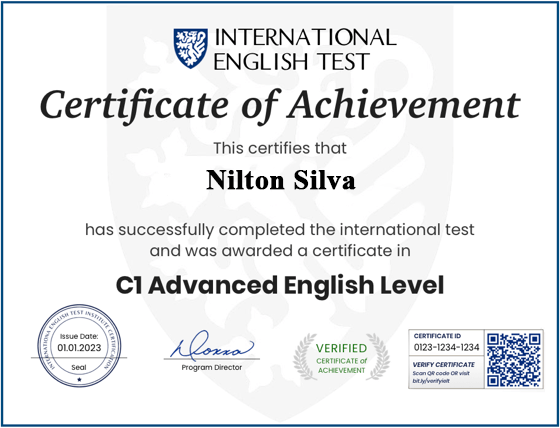 INTERNATIONAL
ENGLISH TEST
Certificate of Achievement
This certifies that
Nilton Silva
has successfully completed the international test
and was awarded a certificate in
C1 Advanced English Level
INTERNATIONAL ENGLISH TEST INSTITUTE CERTIFICATION
Issue Date:
01.01.2023
Seal
Donna
Program Director
VERIFIED
CERTIFICATE of
ACHIEVEMENT
CERTIFICATE ID
0123-1234-1234
VERIFY CERTIFICATE
Scan QR code OR visit
bit.ly/verifyielt